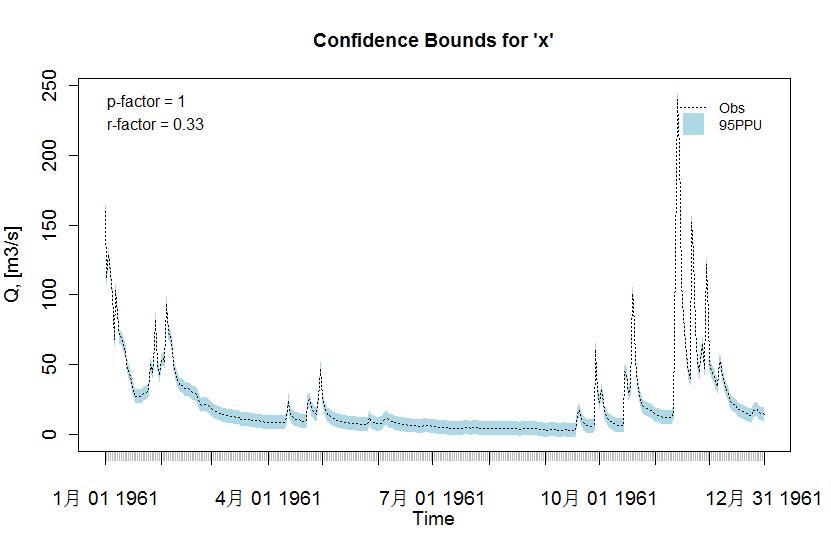 Confidence Bounds for 'x'
p-factor = 1
r-factor = 0.33
Obs
95PPU
Q, [m3/s]
250
200
150
100
50
0
1月 01 1961
4月 01 1961
7月 01 1961
10月 01 1961
12月 31 1961
Time